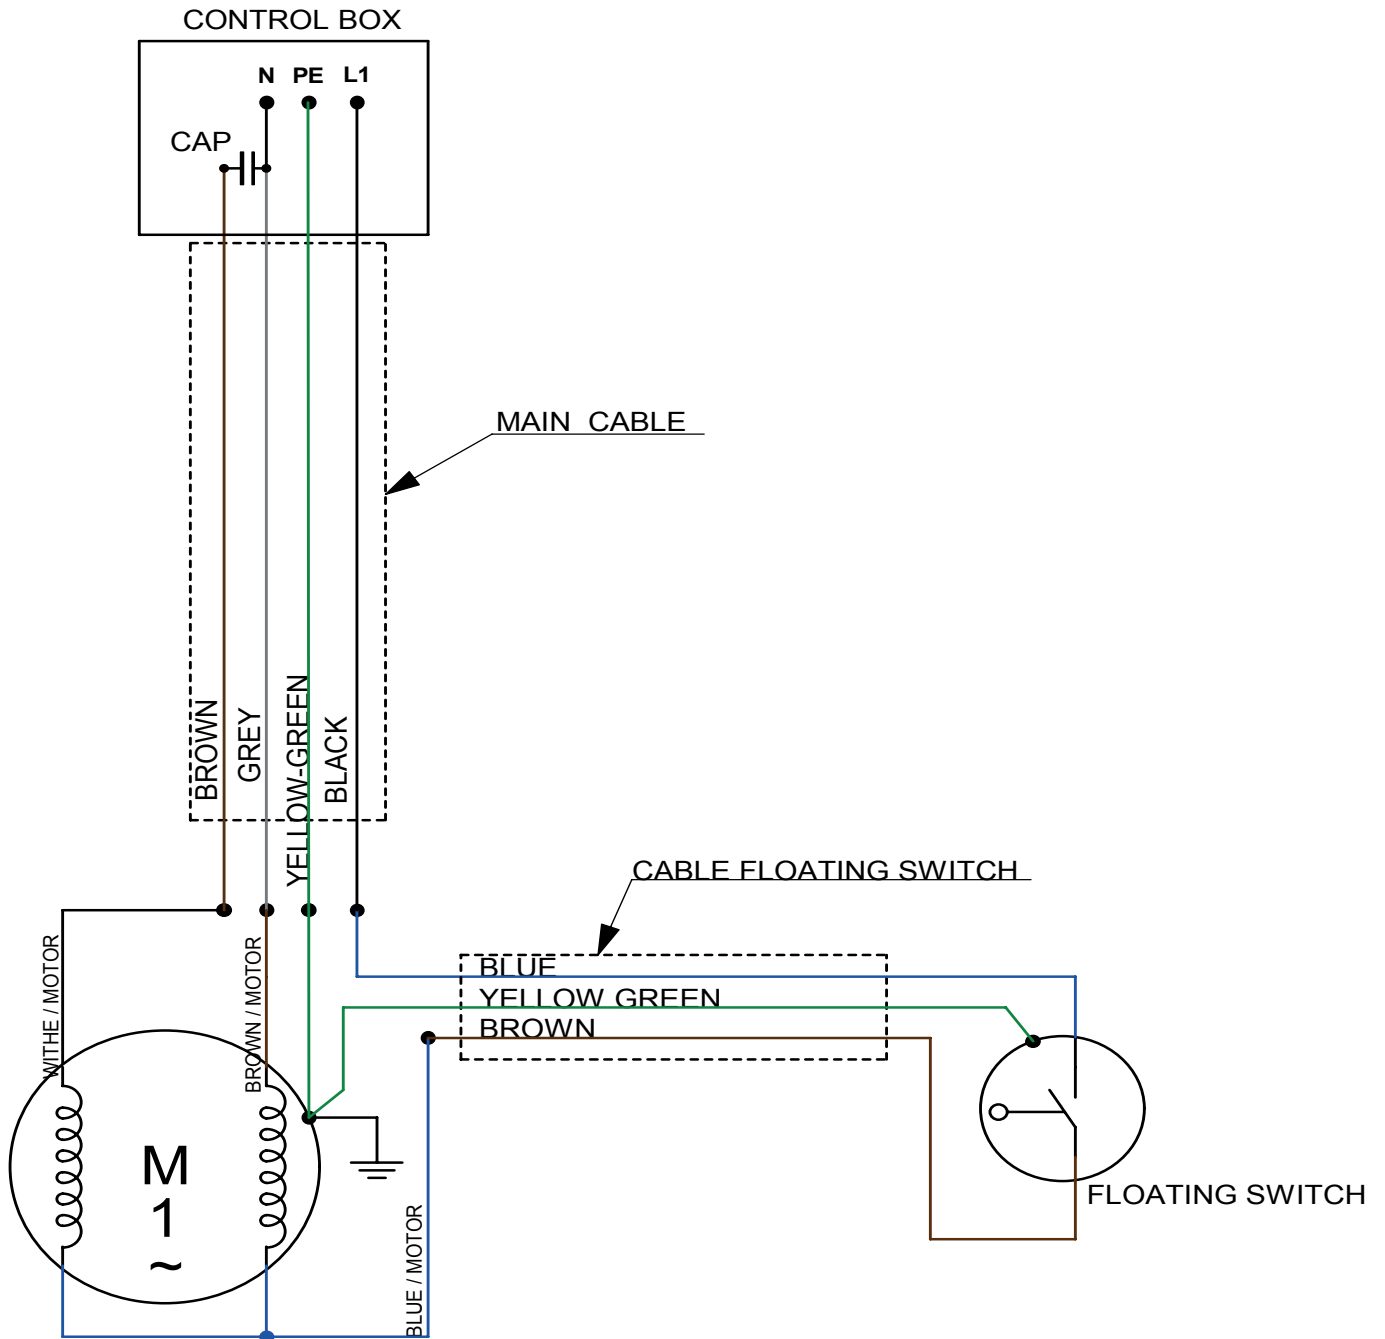 CONTROL BOX
N PE L1
CAP
MAIN CABLE
BROWN
GREY
YELLOW-GREEN
BLACK
CABLE FLOATING SWITCH
WITHE / MOTOR
BROWN / MOTOR
BLUE
YELLOW GREEN
BROWN
M
1
~
FLOATING SWITCH
BLUE / MOTOR